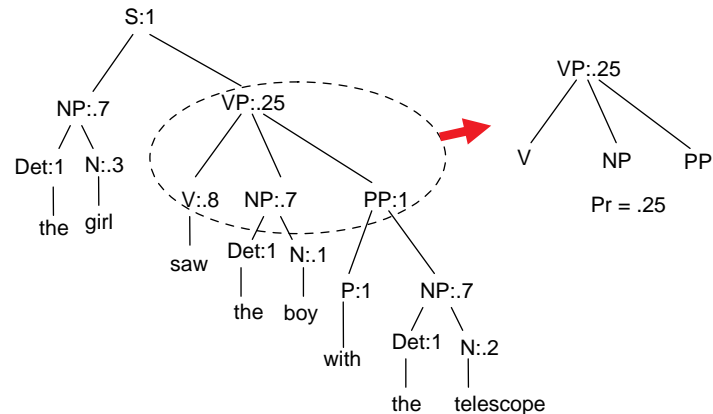 S:1
VP:.25
NP:.7 VP:.25
Det:1 N:.3 V NP PP
the girl V:.8 NP:.7 PP:1 Pr = .25
saw Det:1 N:.1
the boy P:1 NP:.7
with Det:1 N:.2
the telescope